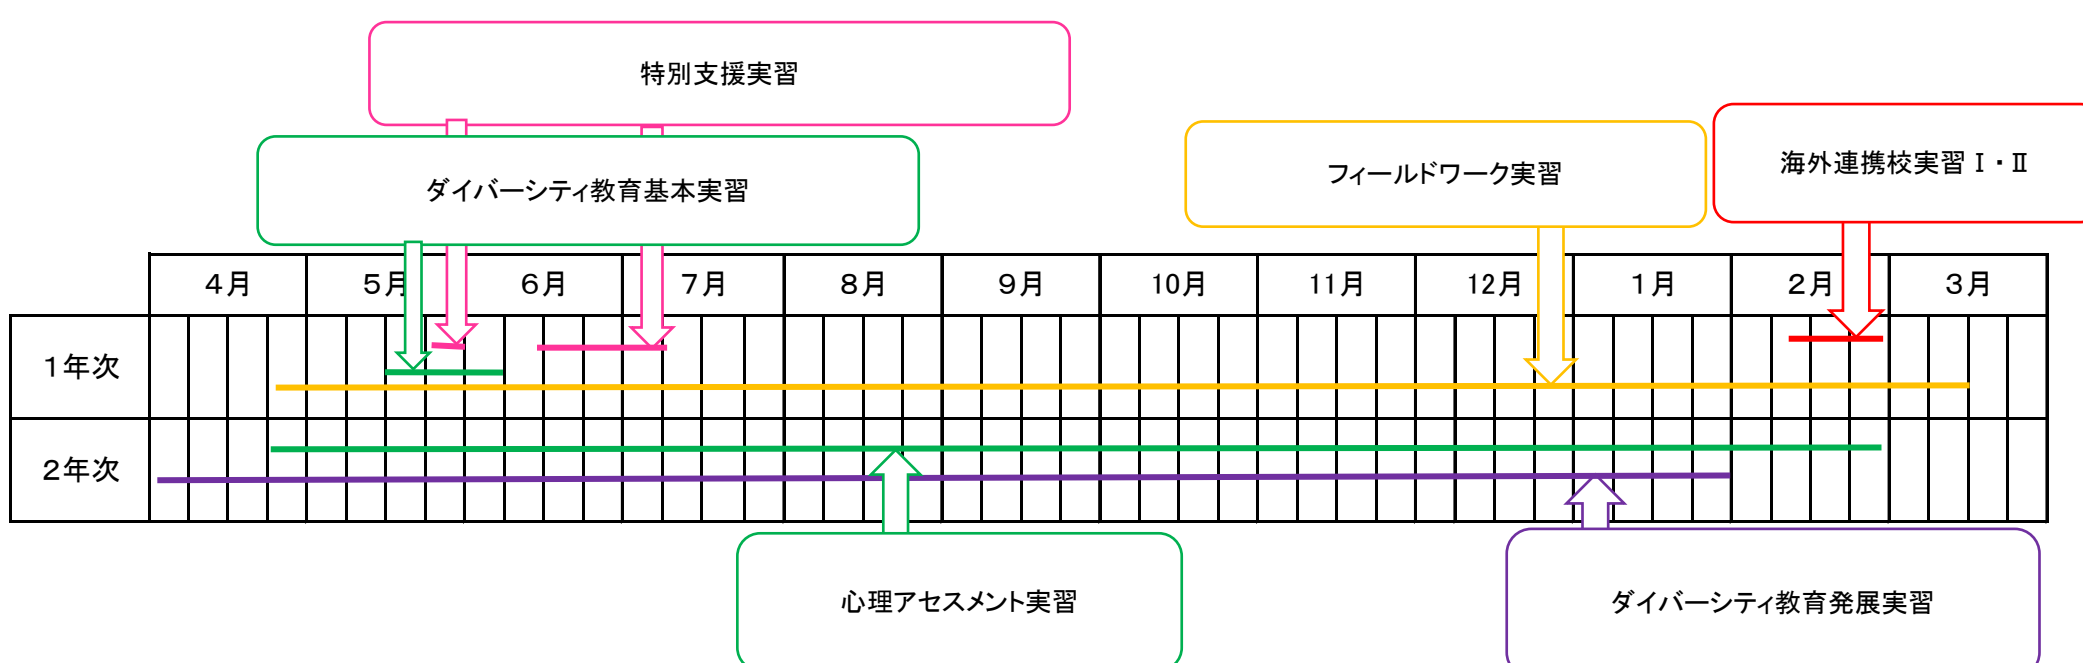 特別支援実習
ダイバーシティ教育基本実習
フィールドワーク実習
海外連携校実習Ⅰ・Ⅱ
4月 5月 6月 7月 8月 9月 10月 11月 12月 1月 2月 3月
1年次
2年次
心理アセスメント実習
ダイバーシティ教育発展実習